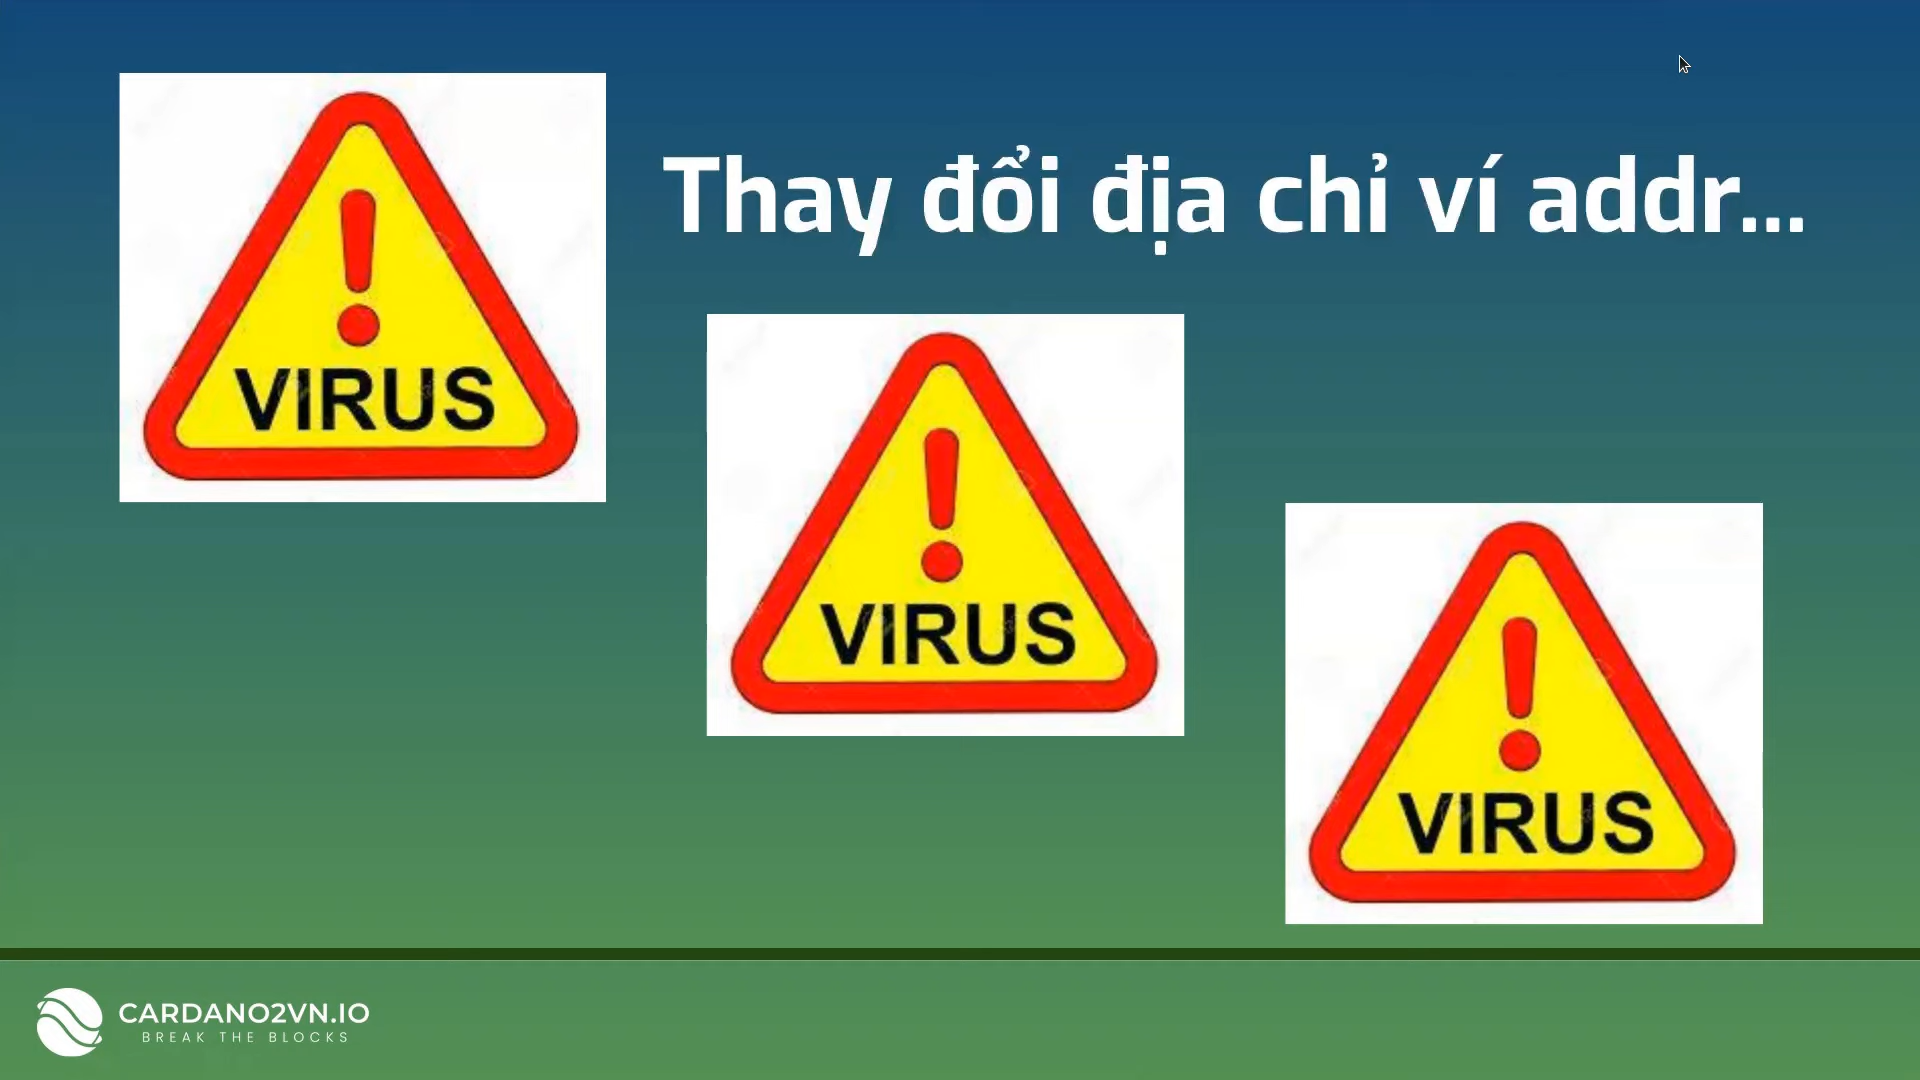 Thay đổi địa chỉ ví addr...
!
VIRUS
!
VIRUS
!
VIRUS
CARDANO2VN.IO
BREAK THE BLOCKS